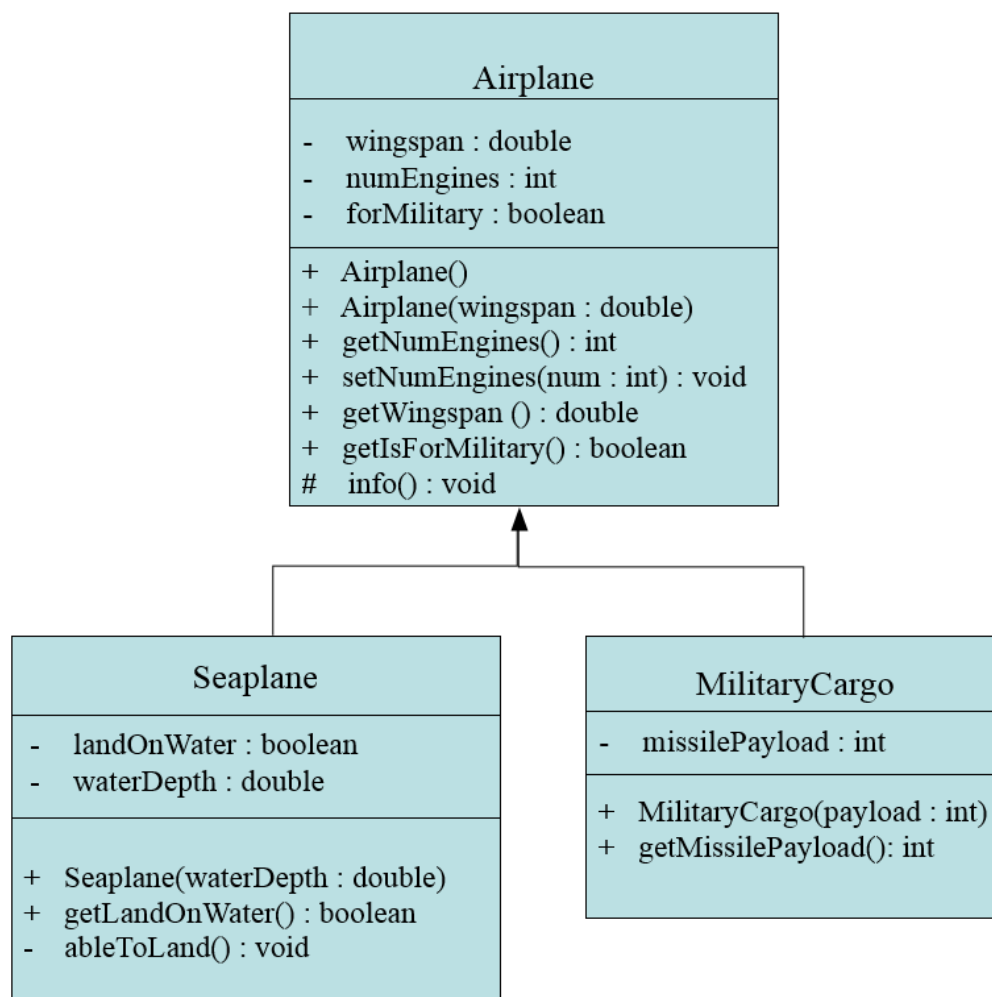 Airplane
- wingspan : double
- numEngines : int
- forMilitary : boolean
+ Airplane()
+ Airplane(wingspan : double)
+ getNumEngines() : int
+ setNumEngines(num : int) : void
+ getWingspan () : double
+ getIsForMilitary() : boolean
# info() : void
Seaplane
- landOnWater : boolean
- waterDepth : double
+ Seaplane(waterDepth : double)
+ getLandOnWater() : boolean
- ableToLand() : void
MilitaryCargo
- missilePayload : int
+ MilitaryCargo(payload : int)
+ getMissilePayload(): int